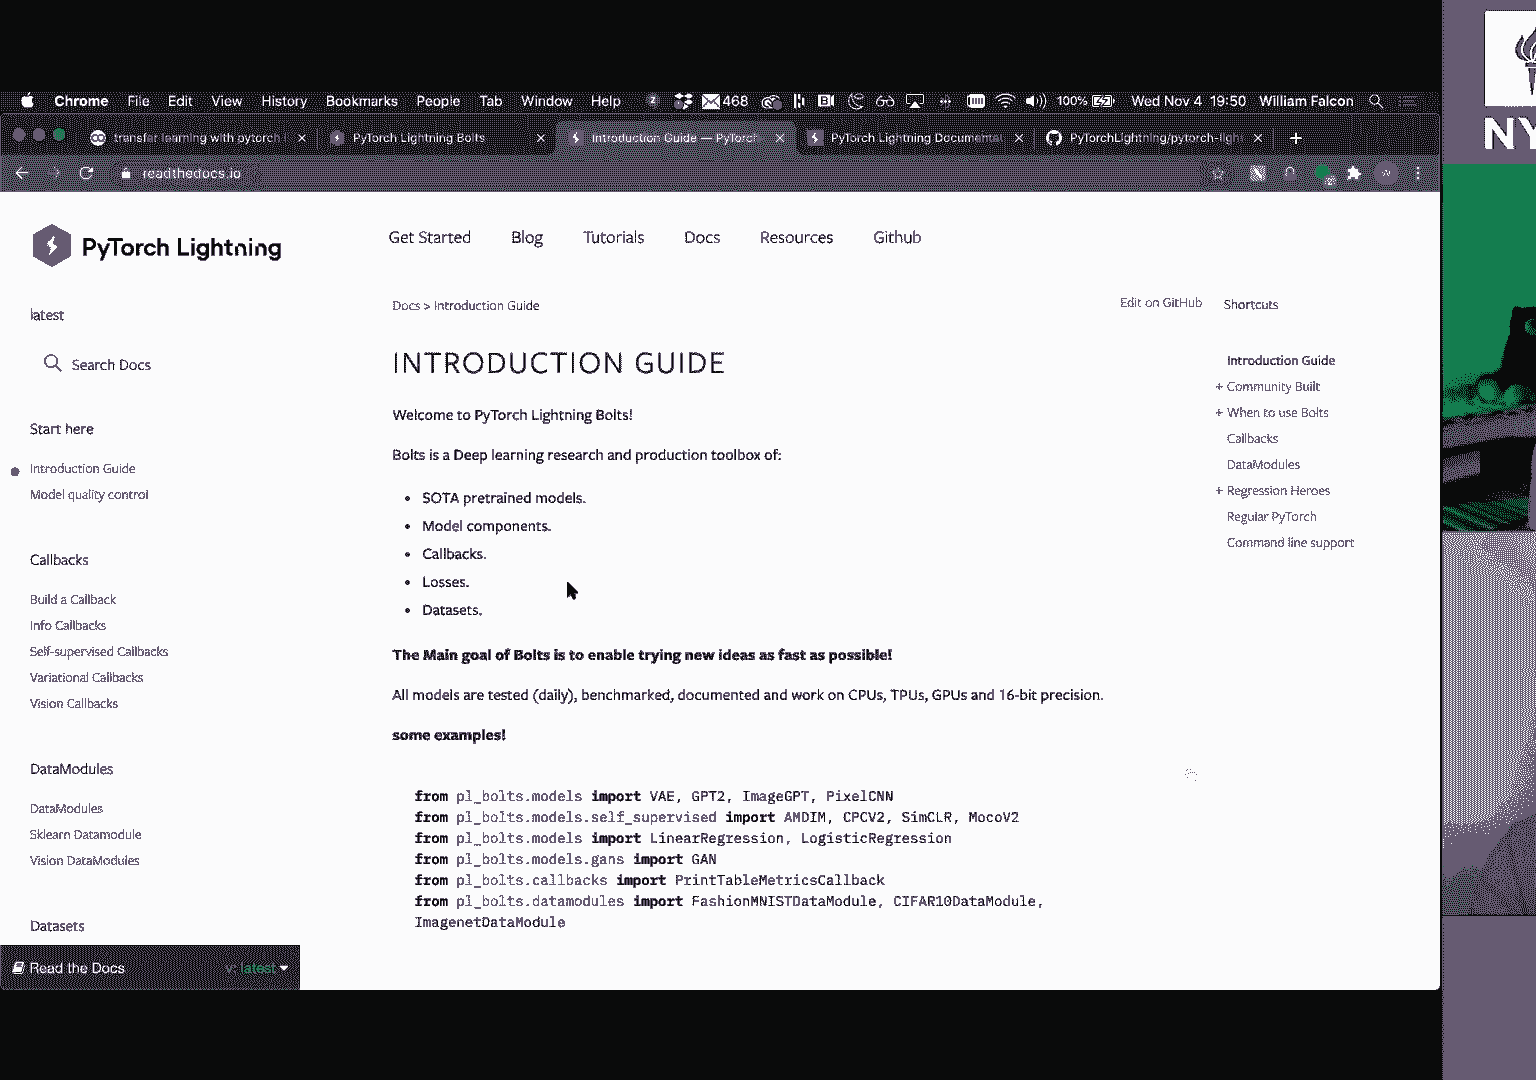 Chrome File Edit View History Bookmarks People Tab Window Help 468 100% Wed Nov 4 19:50 William Falcon
transfer learning with pytorch PyTorch Lightning Bolts Introduction Guide — PyTorch PyTorch Lightning Documentat PyTorchLightning/pytorch-light
readthedocs.io
NY
PyTorch Lightning
Get Started Blog Tutorials Docs Resources Github
latest
Search Docs
Start here
Introduction Guide
Model quality control
Callbacks
Build a Callback
Info Callbacks
Self-supervised Callbacks
Variational Callbacks
Vision Callbacks
DataModules
DataModules
Sklearn Datamodule
Vision DataModules
Datasets
Read the Docs v: latest
Docs > Introduction Guide
Edit on GitHub
INTRODUCTION GUIDE
Welcome to PyTorch Lightning Bolts!
Bolts is a Deep learning research and production toolbox of:
• SOTA pretrained models.
• Model components.
• Callbacks.
• Losses.
• Datasets.
The Main goal of Bolts is to enable trying new ideas as fast as possible!
All models are tested (daily), benchmarked, documented and work on CPUs, TPUs, GPUs and 16-bit precision.
some examples!
from pl_bolts.models import VAE, GPT2, ImageGPT, PixelCNN
from pl_bolts.models.self_supervised import AMDIM, CPCV2, SimCLR, MocoV2
from pl_bolts.models import LinearRegression, LogisticRegression
from pl_bolts.models.gans import GAN
from pl_bolts.callbacks import PrintTableMetricsCallback
from pl_bolts.datamodules import FashionMNISTDataModule, CIFAR10DataModule,
ImagenetDataModule
Shortcuts
Introduction Guide
+ Community Built
+ When to use Bolts
Callbacks
DataModules
+ Regression Heroes
Regular PyTorch
Command line support